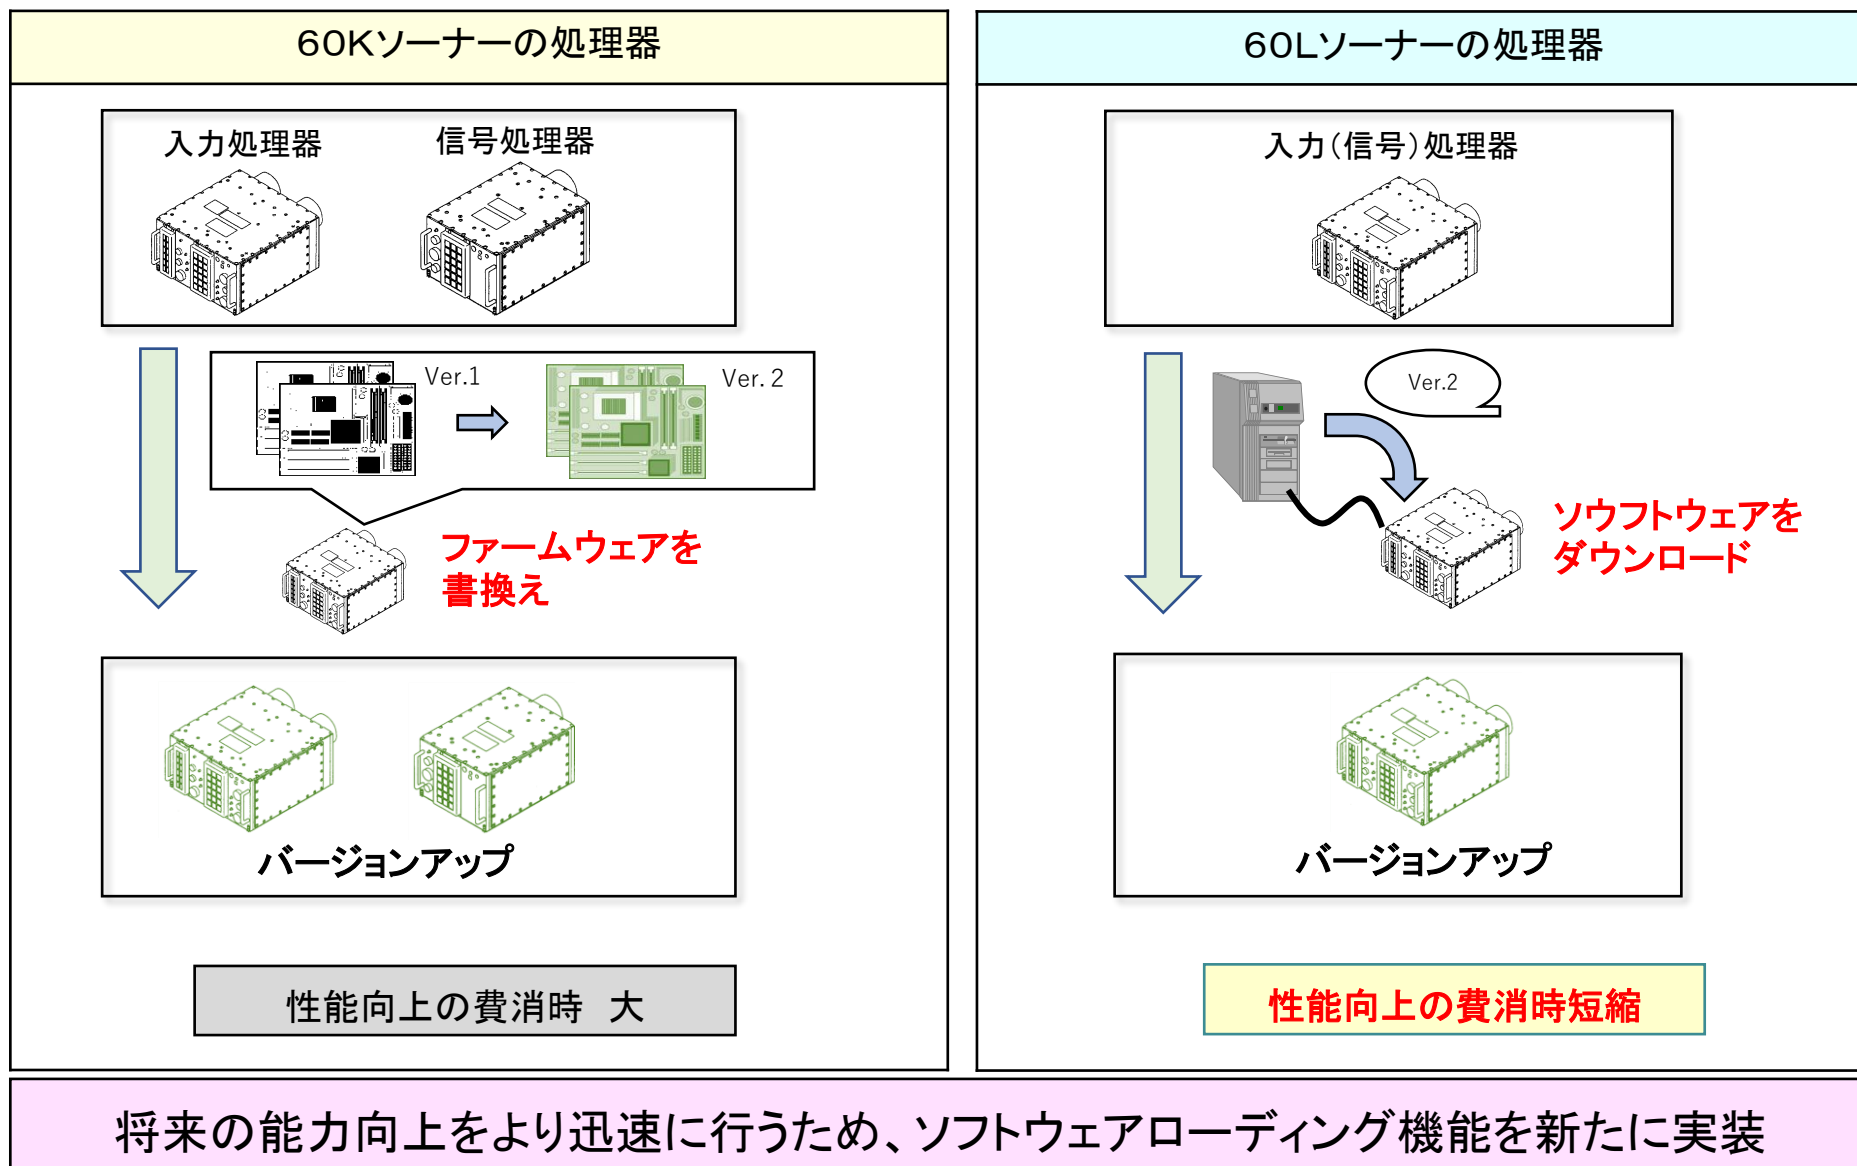 60Kソーナーの処理器
入力処理器
信号処理器
Ver.1
Ver. 2
ファームウェアを
書換え
バージョンアップ
性能向上の費消時　大
60Lソーナーの処理器
入力（信号）処理器
Ver.2
ソウフトウェアを
ダウンロード
バージョンアップ
性能向上の費消時短縮
将来の能力向上をより迅速に行うため、ソフトウェアローディング機能を新たに実装